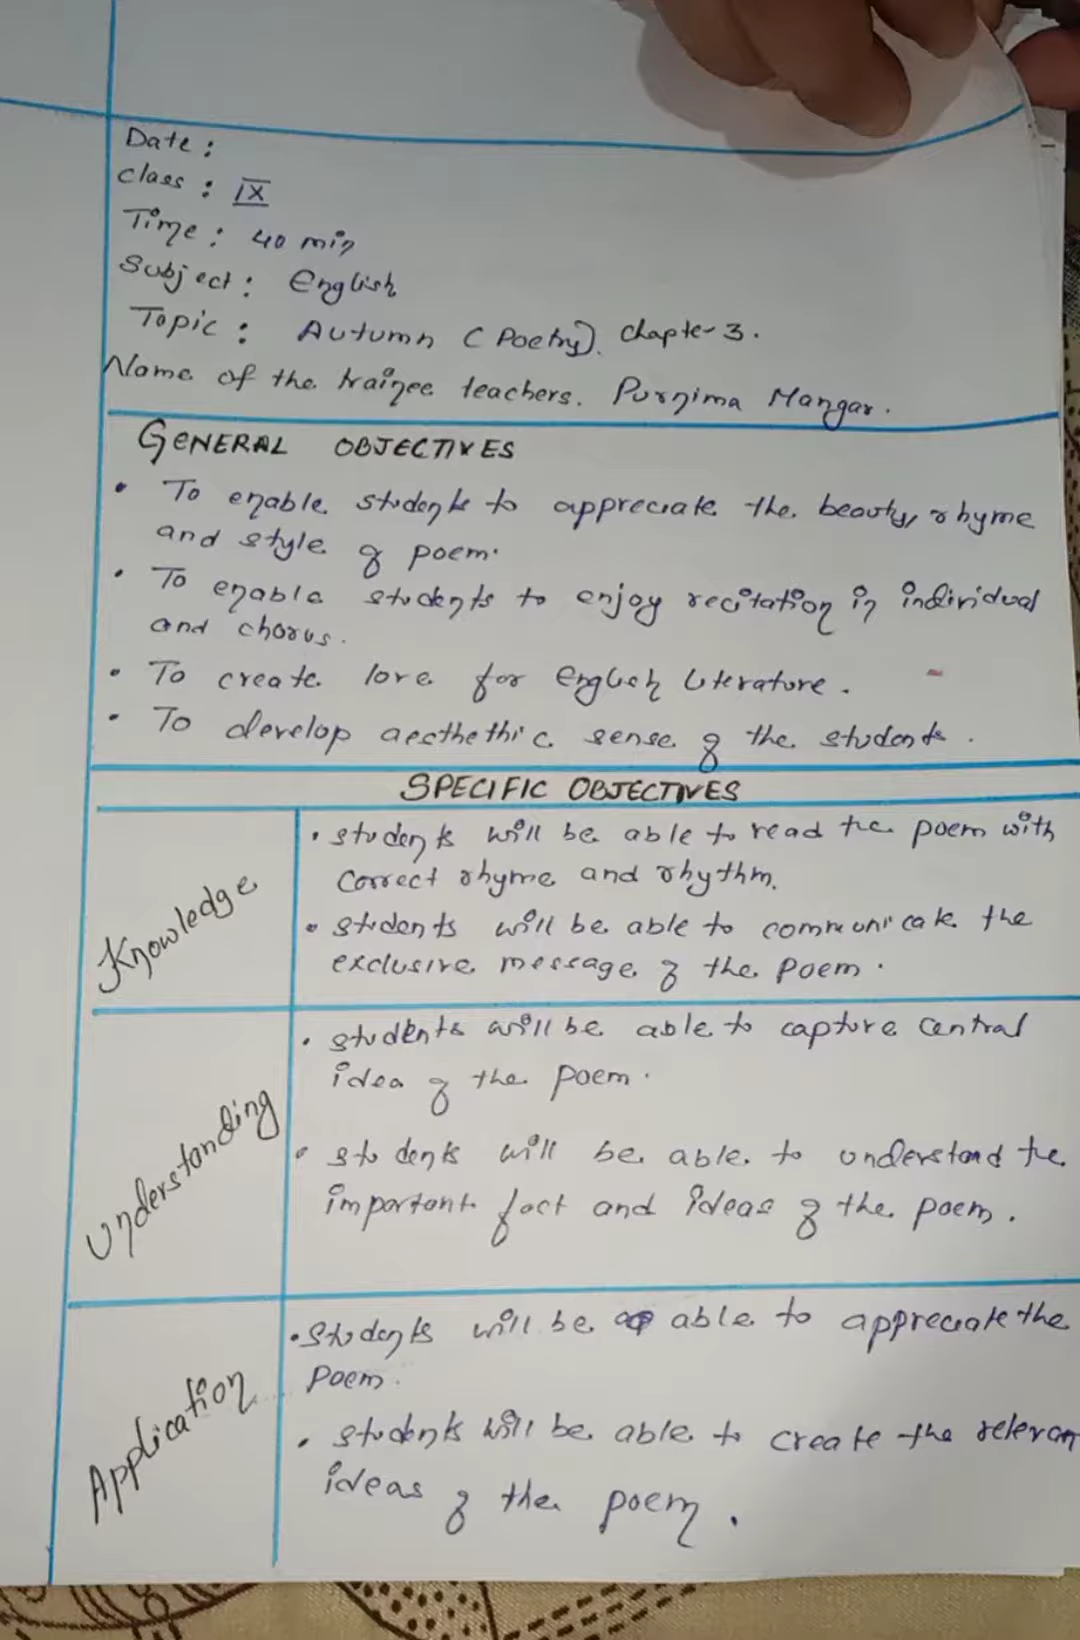 Date :
class : IX
Time : 40 min
Subject : English
Topic : Autumn (Poetry). Chapter 3.
Name of the trainee teachers. Purnima Mangar.
GENERAL OBJECTIVES
• To enable students to appreciate the beauty, rhyme
and style of poem.
• To enable students to enjoy recitation in individual
and chorus.
• To create love for English Literature.
• To develop aesthethic sense of the students.
SPECIFIC OBJECTIVES
Knowledge
• students will be able to read the poem with
correct rhyme and rhythm.
• students will be able to communicate the
exclusive message of the poem.
Understanding
• students will be able to capture central
idea of the poem.
• students will be able to understand the
important fact and ideas of the poem.
Application
• Students will be able to appreciate the
poem.
• students will be able to create the relevan
ideas of the poem.